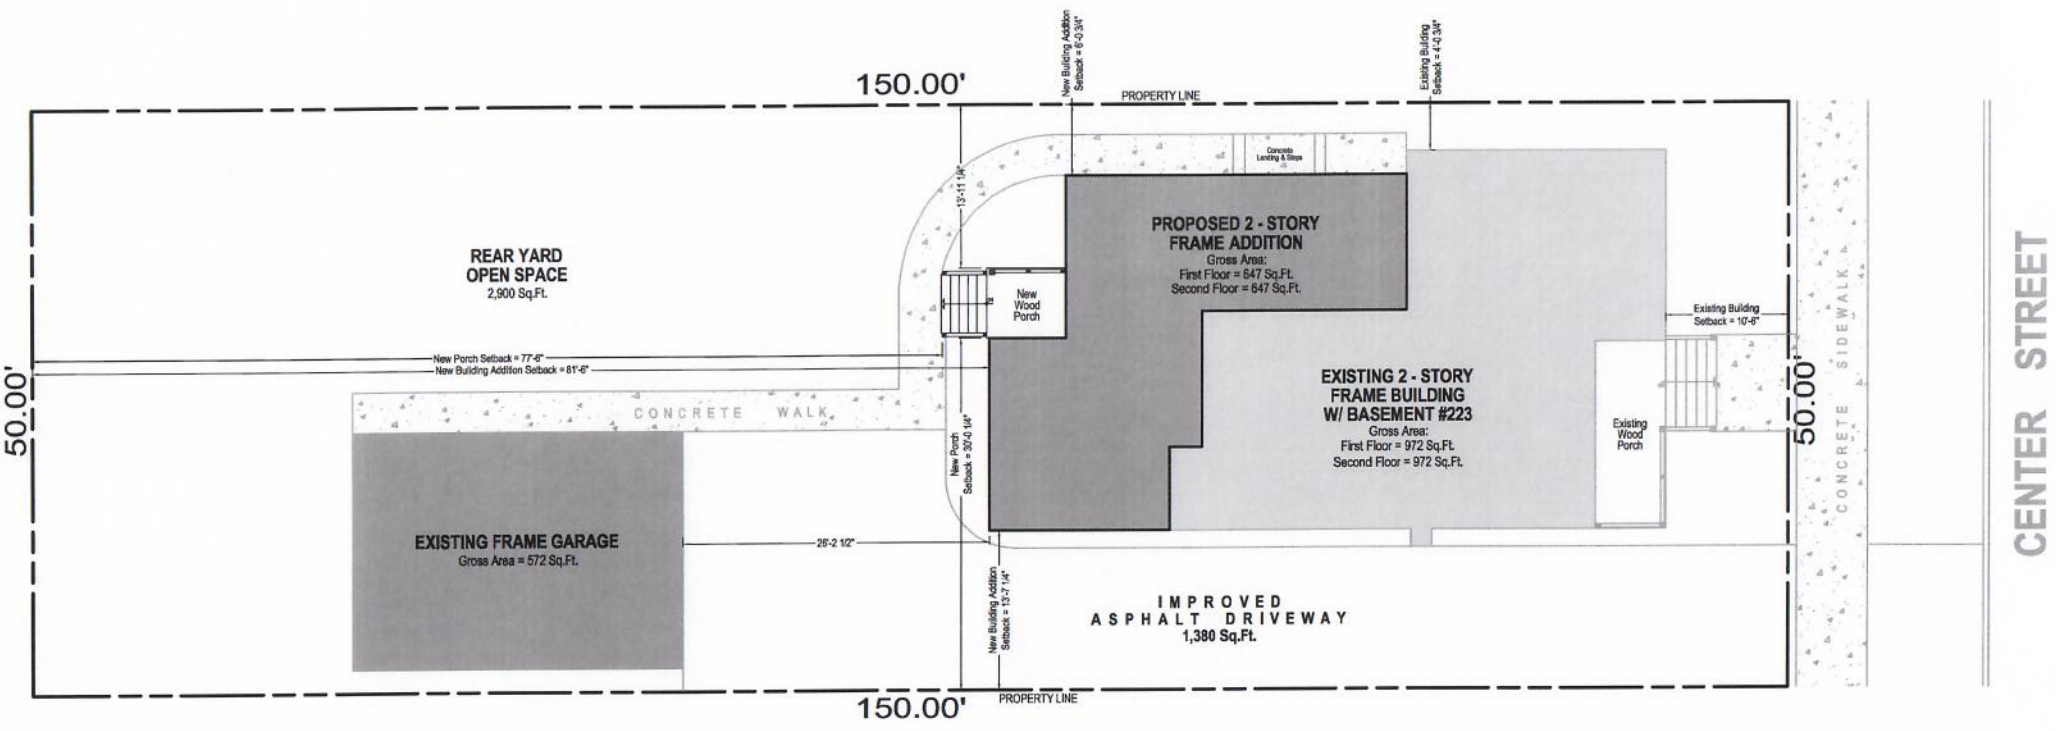 New Building Addition
Setback = 6'-0 3/4"
Existing Building
Setback = 4'-0 3/4"
150.00'
PROPERTY LINE
Concrete
Landing & Steps
13'-11 1/4"
PROPOSED 2 - STORY
FRAME ADDITION
Gross Area:
First Floor = 647 Sq.Ft.
Second Floor = 647 Sq.Ft.
REAR YARD
OPEN SPACE
2,900 Sq.Ft.
New
Wood
Porch
Existing Building
Setback = 10'-6"
CONCRETE SIDEWALK
CENTER STREET
New Porch Setback = 77'-6"
New Building Addition Setback = 81'-6"
50.00'
50.00'
EXISTING 2 - STORY
FRAME BUILDING
W/ BASEMENT #223
Gross Area:
First Floor = 972 Sq.Ft.
Second Floor = 972 Sq.Ft.
Existing
Wood
Porch
CONCRETE WALK
New Porch
Setback = 30'-0 1/4"
EXISTING FRAME GARAGE
Gross Area = 572 Sq.Ft.
26'-2 1/2"
New Building Addition
Setback = 13'-7 1/4"
IMPROVED
ASPHALT DRIVEWAY
1,380 Sq.Ft.
150.00'
PROPERTY LINE